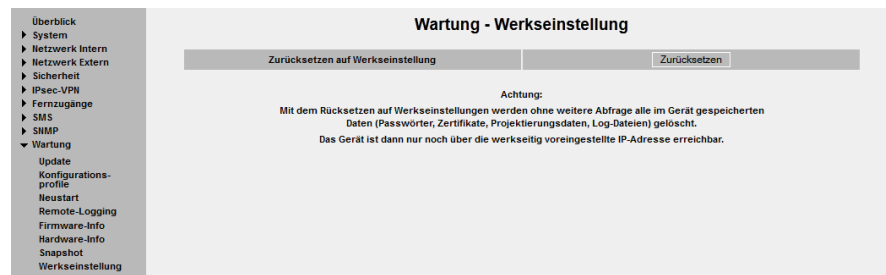 Überblick
System
Netzwerk Intern
Netzwerk Extern
Sicherheit
IPsec-VPN
Fernzugänge
SMS
SNMP
Wartung
Update
Konfigurations-
profile
Neustart
Remote-Logging
Firmware-Info
Hardware-Info
Snapshot
Werkseinstellung
Wartung - Werkseinstellung
Zurücksetzen auf Werkseinstellung
Zurücksetzen
Achtung:
Mit dem Rücksetzen auf Werkseinstellungen werden ohne weitere Abfrage alle im Gerät gespeicherten
Daten (Passwörter, Zertifikate, Projektierungsdaten, Log-Dateien) gelöscht.
Das Gerät ist dann nur noch über die werkseitig voreingestellte IP-Adresse erreichbar.